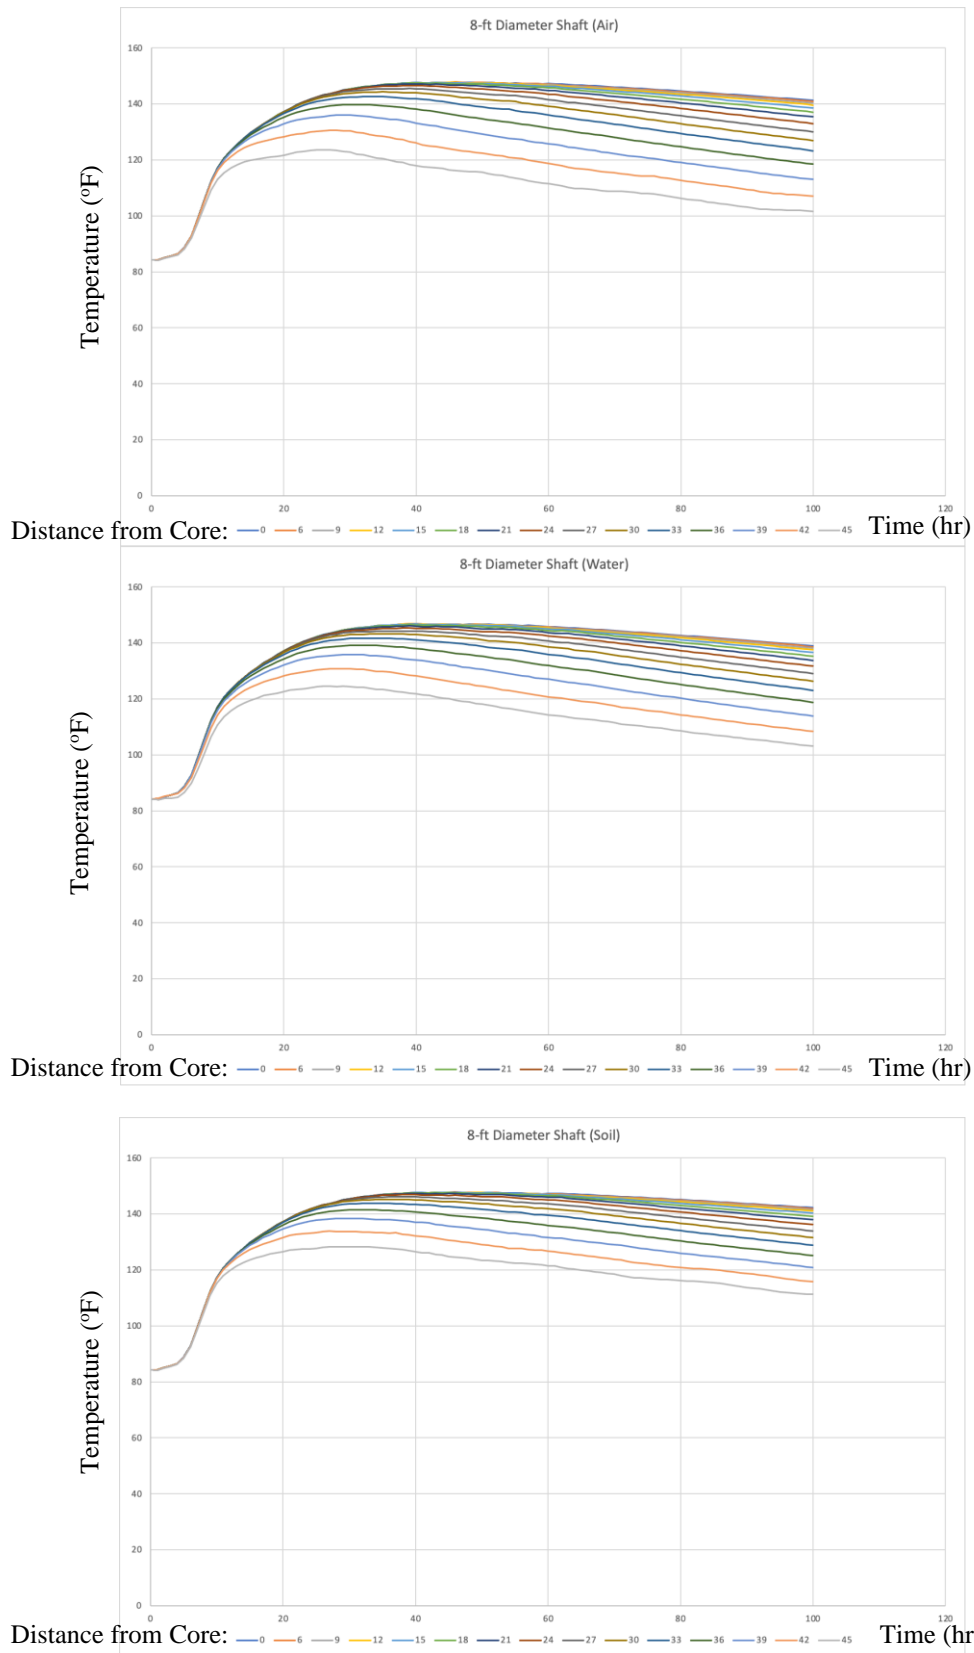 8-ft Diameter Shaft (Air)
160
140
120
100
80
60
40
20
0
Temperature (ºF)
0 20 40 60 80 100 120
Distance from Core: 0 6 9 12 15 18 21 24 27 30 33 36 39 42 45 Time (hr)
8-ft Diameter Shaft (Water)
160
140
120
100
80
60
40
20
0
Temperature (ºF)
0 20 40 60 80 100 120
Distance from Core: 0 6 9 12 15 18 21 24 27 30 33 36 39 42 45 Time (hr)
8-ft Diameter Shaft (Soil)
160
140
120
100
80
60
40
20
0
Temperature (ºF)
0 20 40 60 80 100 120
Distance from Core: 0 6 9 12 15 18 21 24 27 30 33 36 39 42 45 Time (hr